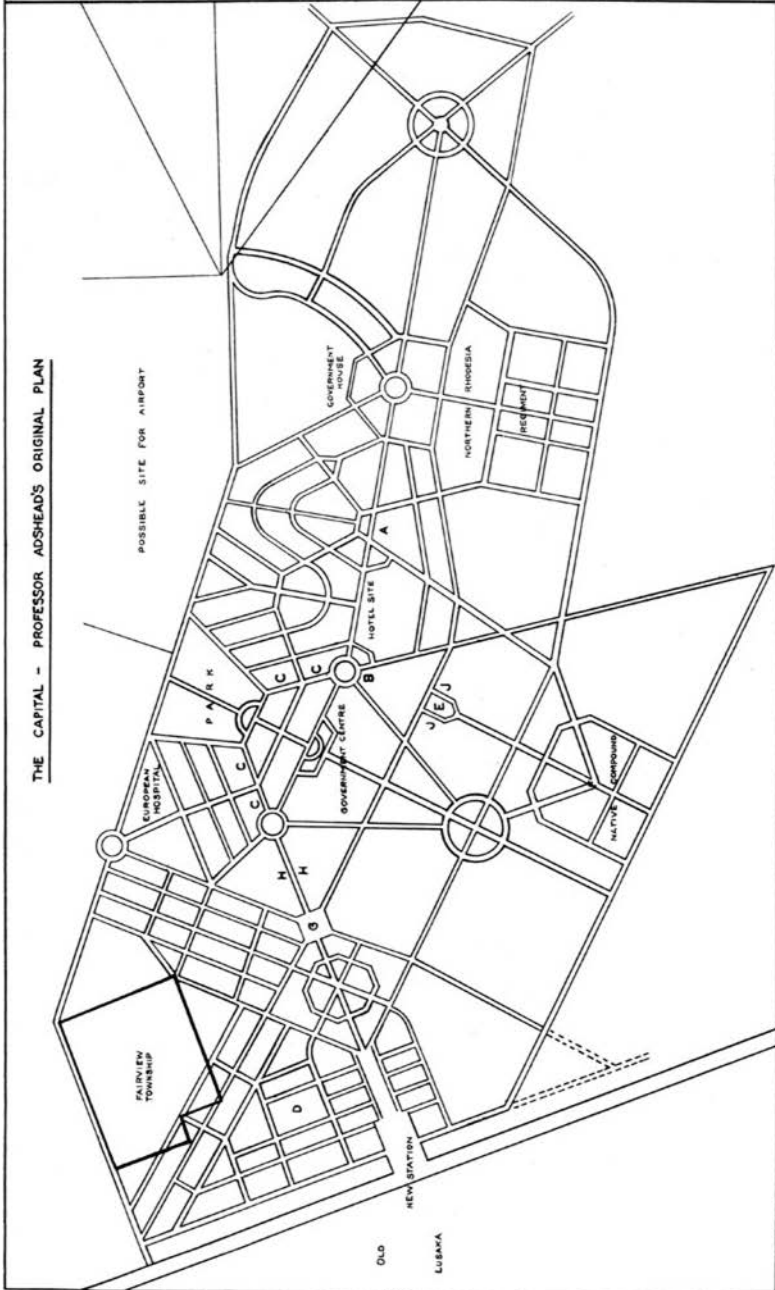 THE CAPITAL - PROFESSOR ADSHEAD'S ORIGINAL PLAN
POSSIBLE SITE FOR AIRPORT
GOVERNMENT
HOUSE
NORTHERN RHODESIA
REGIMENT
A
HOTEL SITE
PARK
C
C
B
EUROPEAN
HOSPITAL
C
C
GOVERNMENT CENTRE
J
E
J
NATIVE COMPOUND
H
H
G
FAIRVIEW
TOWNSHIP
D
NEW STATION
OLD
LUSAKA